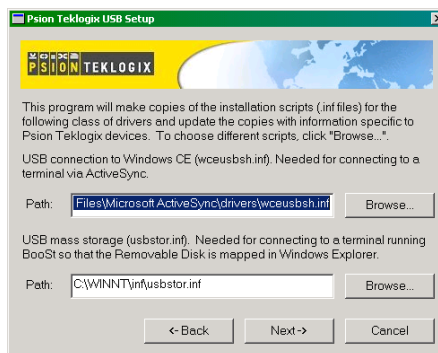 Psion Teklogix USB Setup
PSION TEKLOGIX
This program will make copies of the installation scripts (.inf files) for the
following class of drivers and update the copies with information specific to
Psion Teklogix devices. To choose different scripts, click "Browse...".
USB connection to Windows CE (wceusbsh.inf). Needed for connecting to a
terminal via ActiveSync.
Path: Files\Microsoft ActiveSync\drivers\wceusbsh.inf Browse...
USB mass storage (usbstor.inf). Needed for connecting to a terminal running
BooSt so that the Removable Disk is mapped in Windows Explorer.
Path: C:\WINNT\inf\usbstor.inf Browse...
<- Back Next -> Cancel